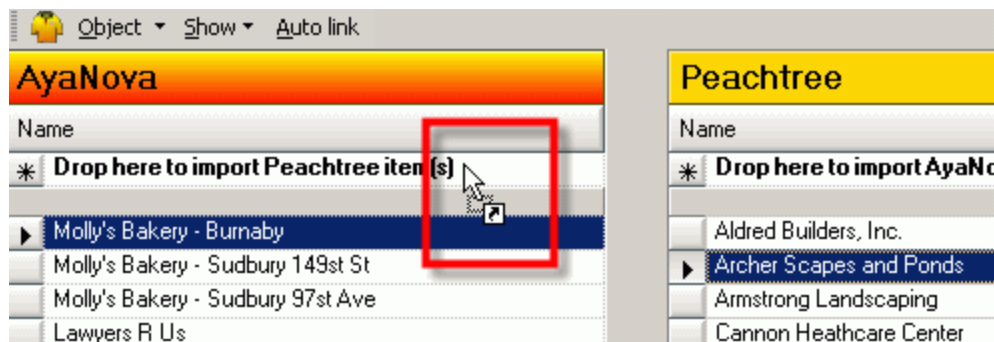 Object Show Auto link
AyaNova
Name
Drop here to import Peachtree item(s)
Molly's Bakery - Burnaby
Molly's Bakery - Sudbury 149st St
Molly's Bakery - Sudbury 97st Ave
Lawyers R Us
Peachtree
Name
Drop here to import AyaNo
Aldred Builders, Inc.
Archer Scapes and Ponds
Armstrong Landscaping
Cannon Heathcare Center